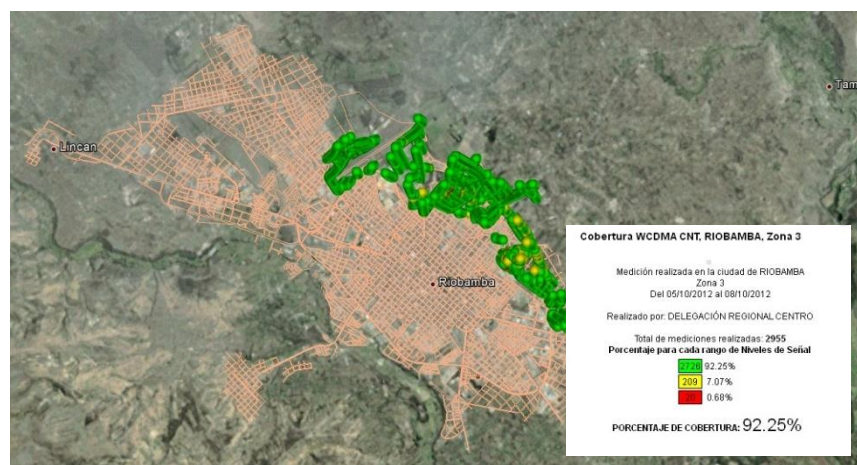 Tam
Lincan
Riobamba
Cobertura WCDMA CNT, RIOBAMBA, Zona 3
Medición realizada en la ciudad de RIOBAMBA
Zona 3
Del 05/10/2012 al 08/10/2012
Realizado por: DELEGACIÓN REGIONAL CENTRO
Total de mediciones realizadas: 2955
Porcentaje para cada rango de Niveles de Señal
2726 92.25%
209 7.07%
20 0.68%
PORCENTAJE DE COBERTURA: 92.25%